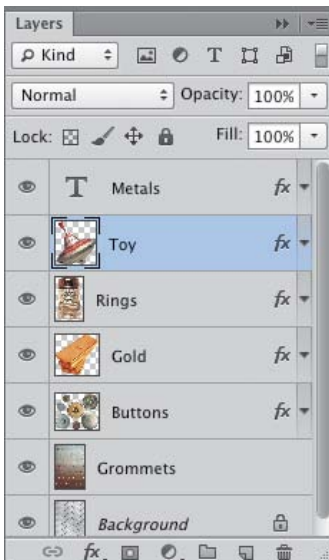 Layers
Kind
Normal Opacity: 100%
Lock: Fill: 100%
T Metals fx
Toy fx
Rings fx
Gold fx
Buttons fx
Grommets
Background
fx